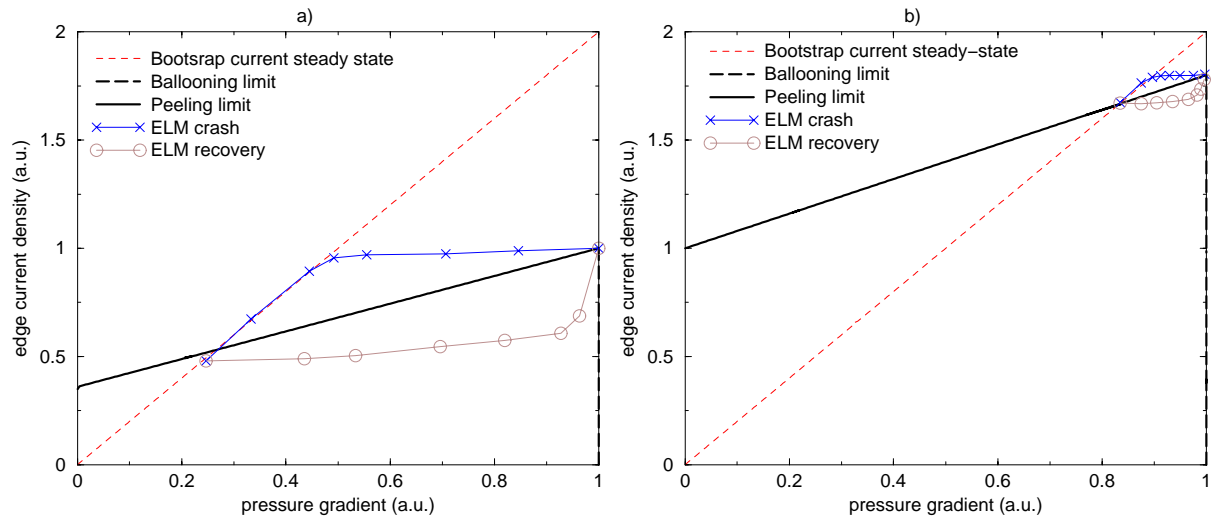 a)
2
1.5
1
0.5
0
edge current density (a.u.)
Bootstrap current steady state
Ballooning limit
Peeling limit
ELM crash
ELM recovery
0
0.2
0.4
0.6
0.8
1
pressure gradient (a.u.)
b)
2
1.5
1
0.5
0
edge current density (a.u.)
Bootstrap current steady−state
Ballooning limit
Peeling limit
ELM crash
ELM recovery
0
0.2
0.4
0.6
0.8
1
pressure gradient (a.u.)